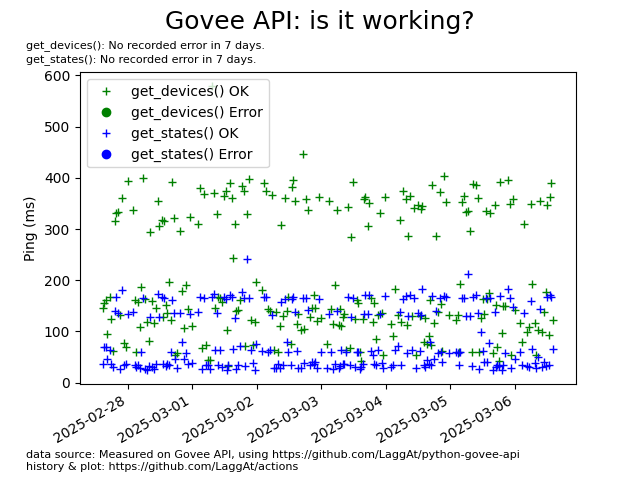 Govee API: is it working?
get_devices(): No recorded error in 7 days.
get_states(): No recorded error in 7 days.
get_devices() OK
get_devices() Error
get_states() OK
get_states() Error
Ping (ms)
600
500
400
300
200
100
0
2025-02-28
2025-03-01
2025-03-02
2025-03-03
2025-03-04
2025-03-05
2025-03-06
data source: Measured on Govee API, using https://github.com/LaggAt/python-govee-api
history & plot: https://github.com/LaggAt/actions